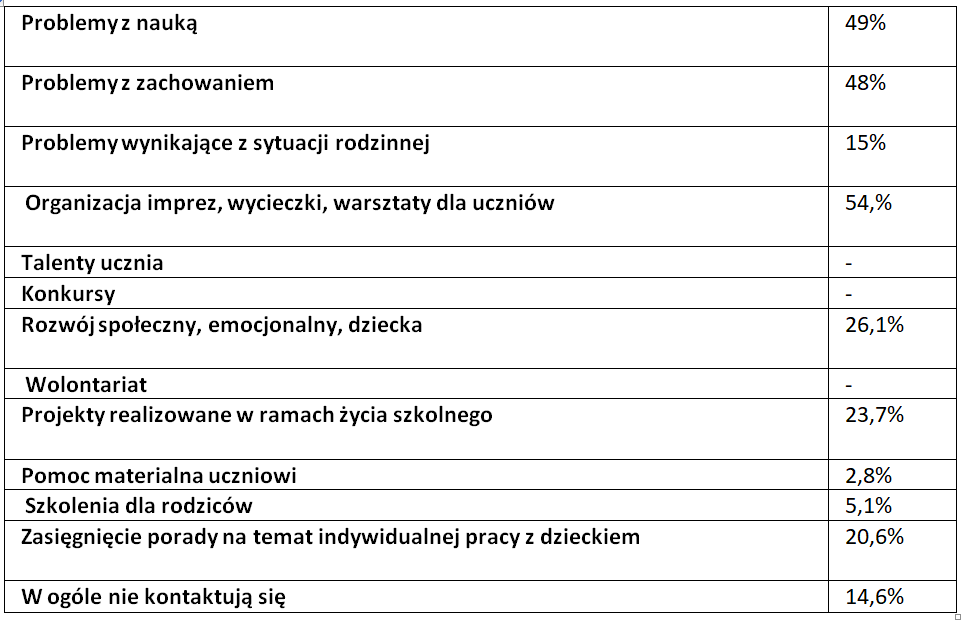 Problemy z nauką 49%
Problemy z zachowaniem 48%
Problemy wynikające z sytuacji rodzinnej 15%
Organizacja imprez, wycieczki, warsztaty dla uczniów 54,%
Talenty ucznia -
Konkursy -
Rozwój społeczny, emocjonalny, dziecka 26,1%
Wolontariat -
Projekty realizowane w ramach życia szkolnego 23,7%
Pomoc materialna uczniowi 2,8%
Szkolenia dla rodziców 5,1%
Zasięgnięcie porady na temat indywidualnej pracy z dzieckiem 20,6%
W ogóle nie kontaktują się 14,6%